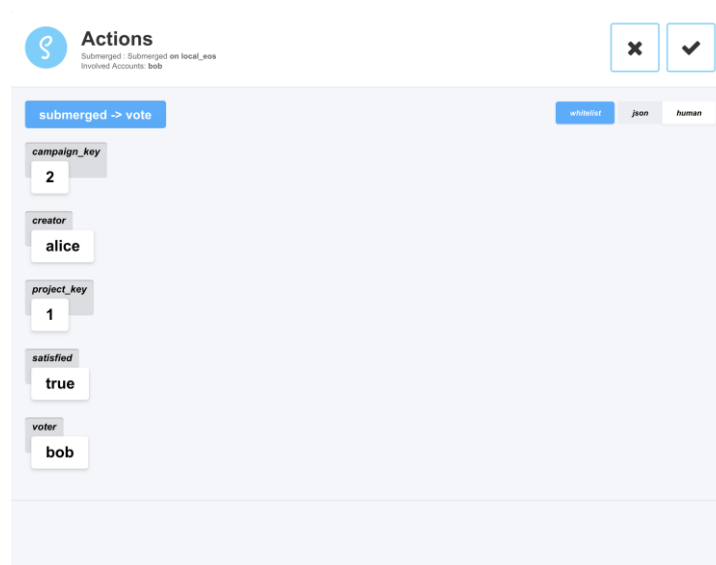 Actions
Submerged : Submerged on local_eos
Involved Accounts: bob
submerged -> vote
whitelist json human
campaign_key
2
creator
alice
project_key
1
satisfied
true
voter
bob